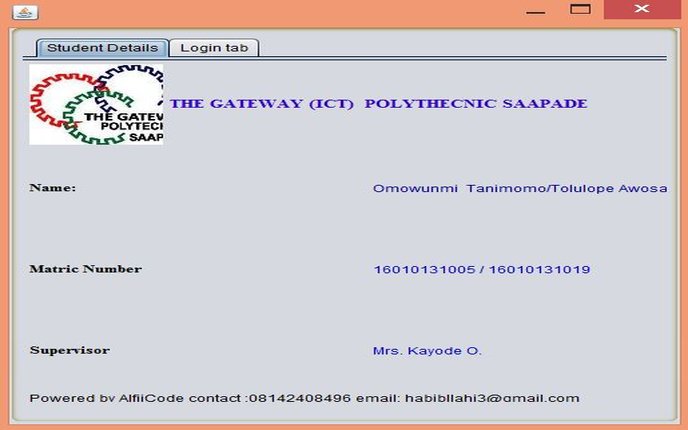 Student Details Login tab
THE GATEW
POLYTECH
SAAP
THE GATEWAY (ICT) POLYTHECNIC SAAPADE
Name: Omowunmi Tanimomo/Tolulope Awosa
Matric Number 16010131005 / 16010131019
Supervisor Mrs. Kayode O.
Powered by AlfiiCode contact :08142408496 email: habibllahi3@gmail.com